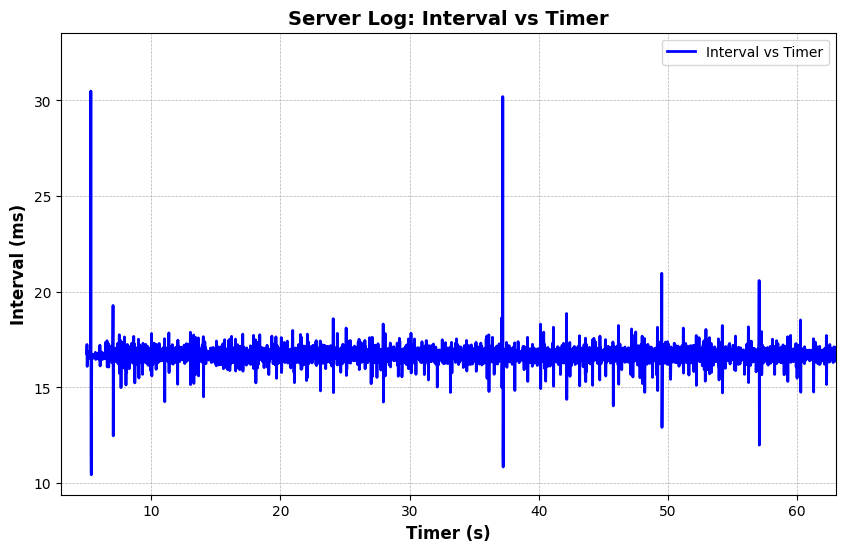 Server Log: Interval vs Timer
Interval vs Timer
30
25
20
15
10
Interval (ms)
10 20 30 40 50 60
Timer (s)